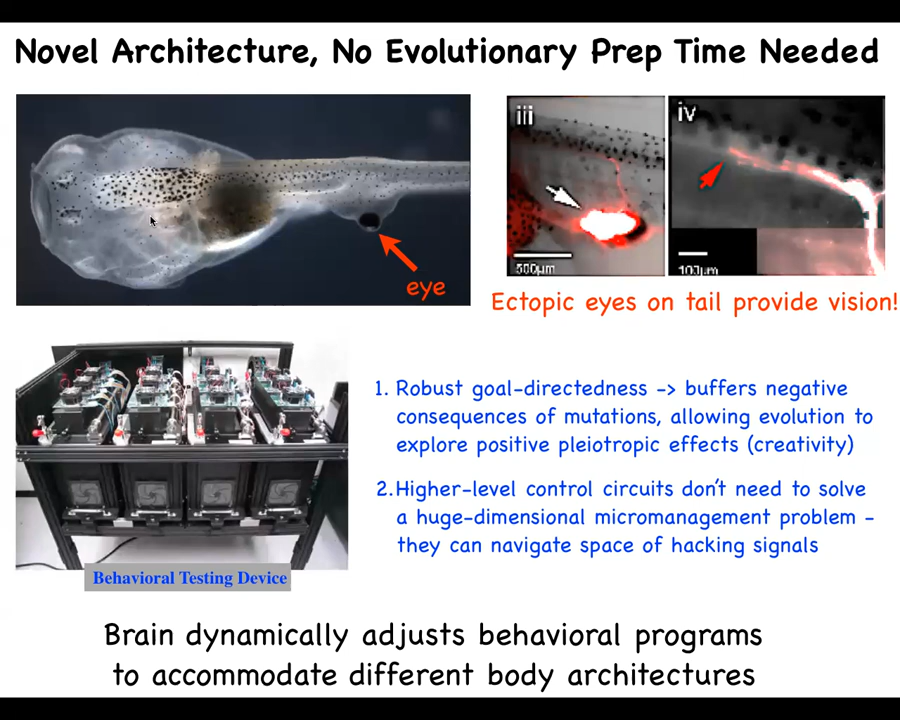 Novel Architecture, No Evolutionary Prep Time Needed
eye
iii
500μm
iv
100μm
Ectopic eyes on tail provide vision!
1. Robust goal-directedness -> buffers negative
consequences of mutations, allowing evolution to
explore positive pleiotropic effects (creativity)
2.Higher-level control circuits don't need to solve
a huge-dimensional micromanagement problem -
they can navigate space of hacking signals
Behavioral Testing Device
Brain dynamically adjusts behavioral programs
to accommodate different body architectures